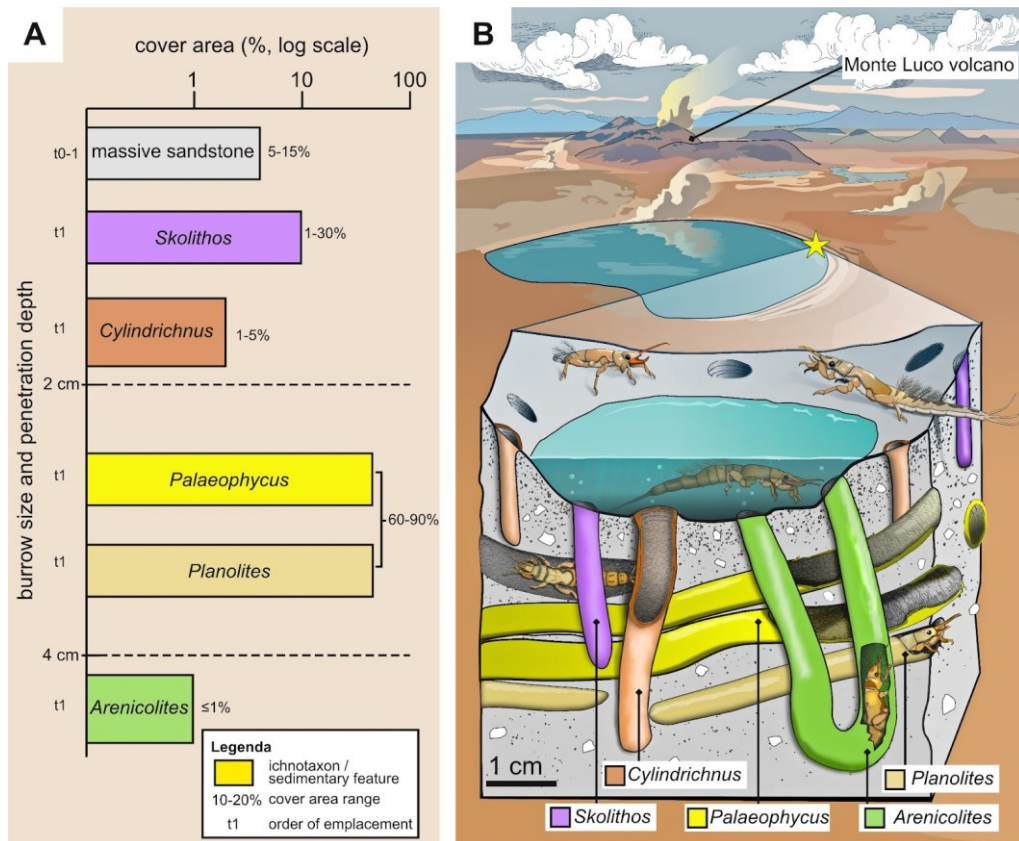 A
cover area (%, log scale)
1
10
100
burrow size and penetration depth
t0-1
massive sandstone
5-15%
t1
Skolithos
1-30%
t1
Cylindrichnus
1-5%
2 cm
t1
Palaeophycus
60-90%
t1
Planolites
4 cm
t1
Arenicolites
≤1%
Legenda
ichnotaxon /
sedimentary feature
10-20% cover area range
t1 order of emplacement
B
Monte Luco volcano
1 cm
Cylindrichnus
Planolites
Skolithos
Palaeophycus
Arenicolites